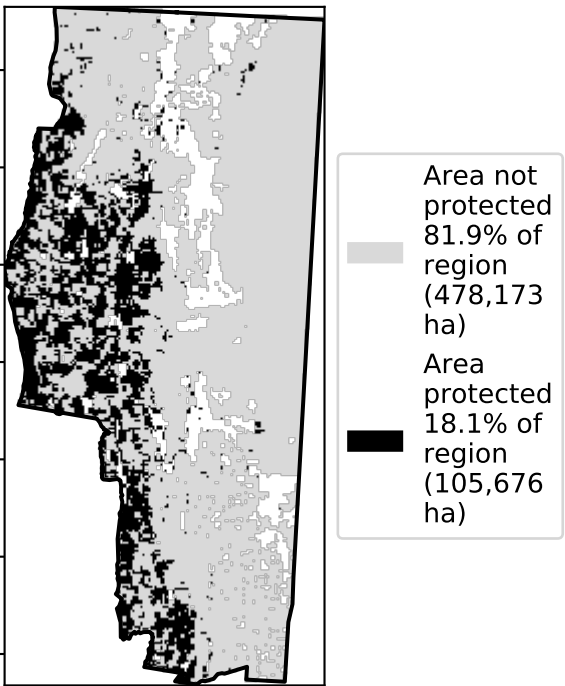 Area not
protected
81.9% of
region
(478,173
ha)
Area
protected
18.1% of
region
(105,676
ha)